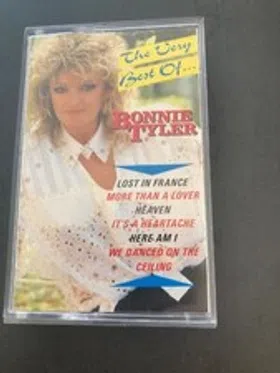 The Very
Best Of...
BONNIE
TYLER
LOST IN FRANCE
MORE THAN A LOVER
HEAVEN
IT'S A HEARTACHE
HERE AM I
WE DANCED ON THE
CEILING